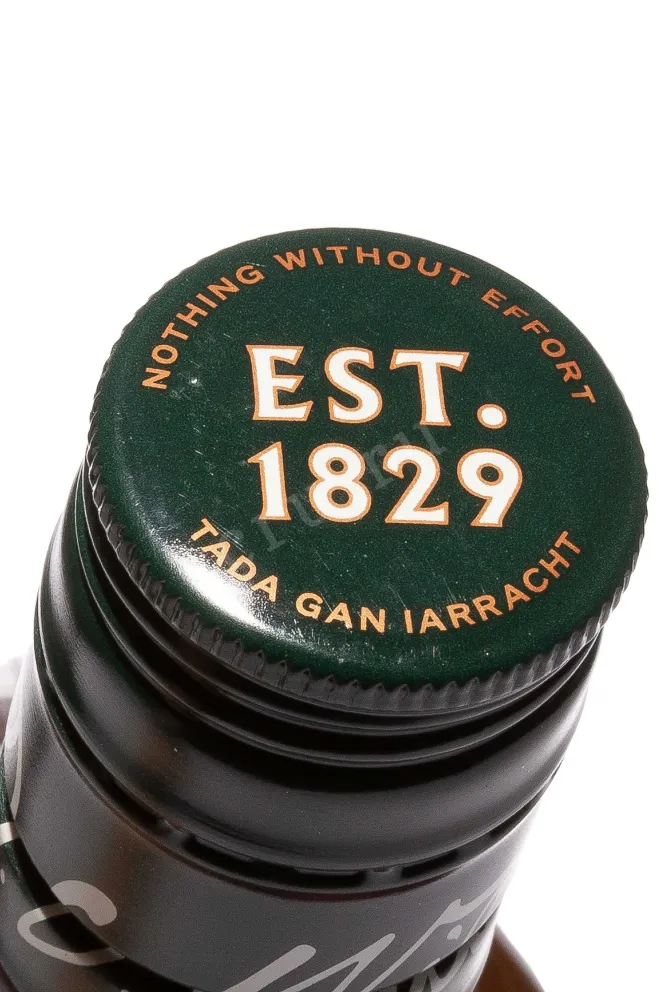 NOTHING WITHOUT EFFORT
EST.
1829
TADA GAN IARRACHT